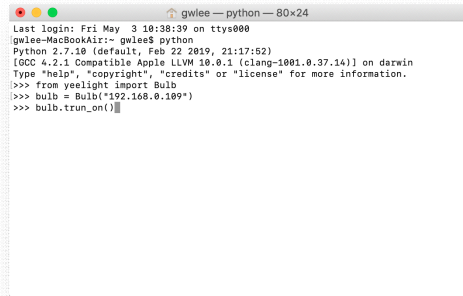 gwlee — python — 80×24
Last login: Fri May  3 10:38:39 on ttys000
[gwlee-MacBookAir:~ gwlee$ python
Python 2.7.10 (default, Feb 22 2019, 21:17:52)
[GCC 4.2.1 Compatible Apple LLVM 10.0.1 (clang-1001.0.37.14)] on darwin
Type "help", "copyright", "credits" or "license" for more information.
[>>> from yeelight import Bulb
[>>> bulb = Bulb("192.168.0.109")
>>> bulb.trun_on()